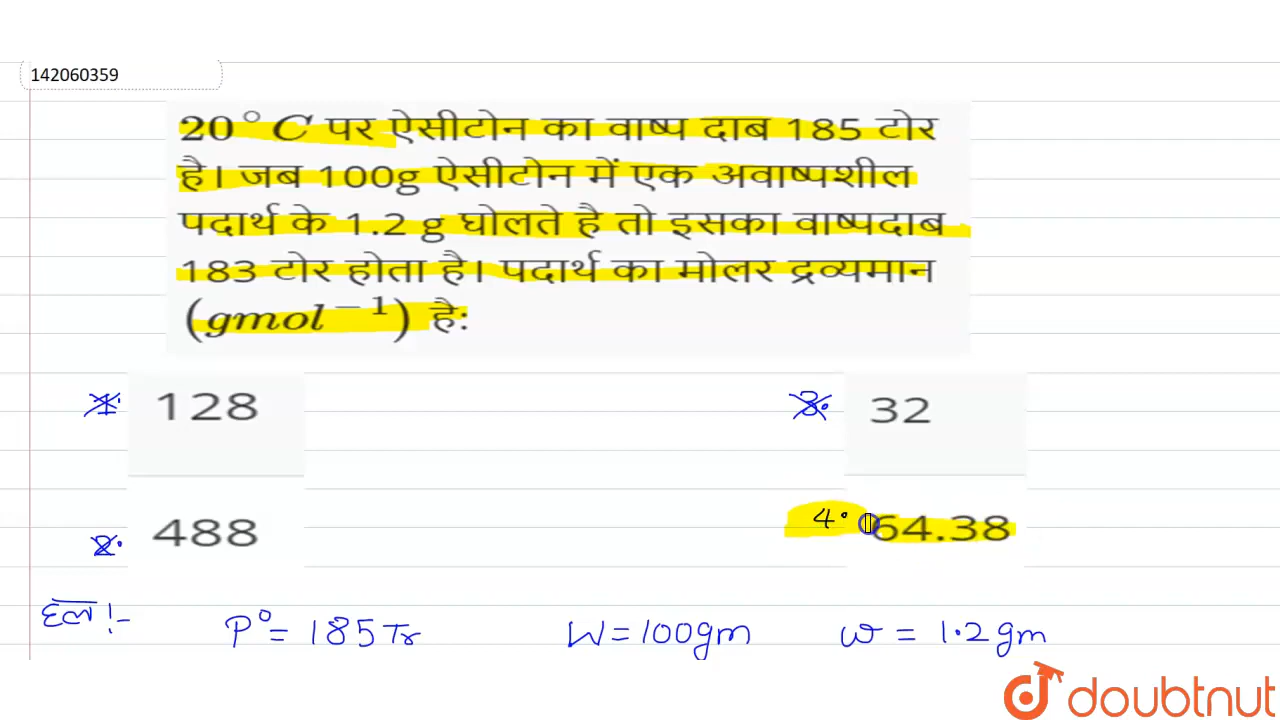 142060359
20°C पर ऐसीटोन का वाष्प दाब 185 टोर
है। जब 100g ऐसीटोन में एक अवाष्पशील
पदार्थ के 1.2 g घोलते है तो इसका वाष्पदाब
183 टोर होता है। पदार्थ का मोलर द्रव्यमान
(gmol⁻¹) है:
1. 128
3. 32
2. 488
4. 64.38
हल !-
P° = 185 Tr W = 100gm w = 1.2 gm
doubtnut